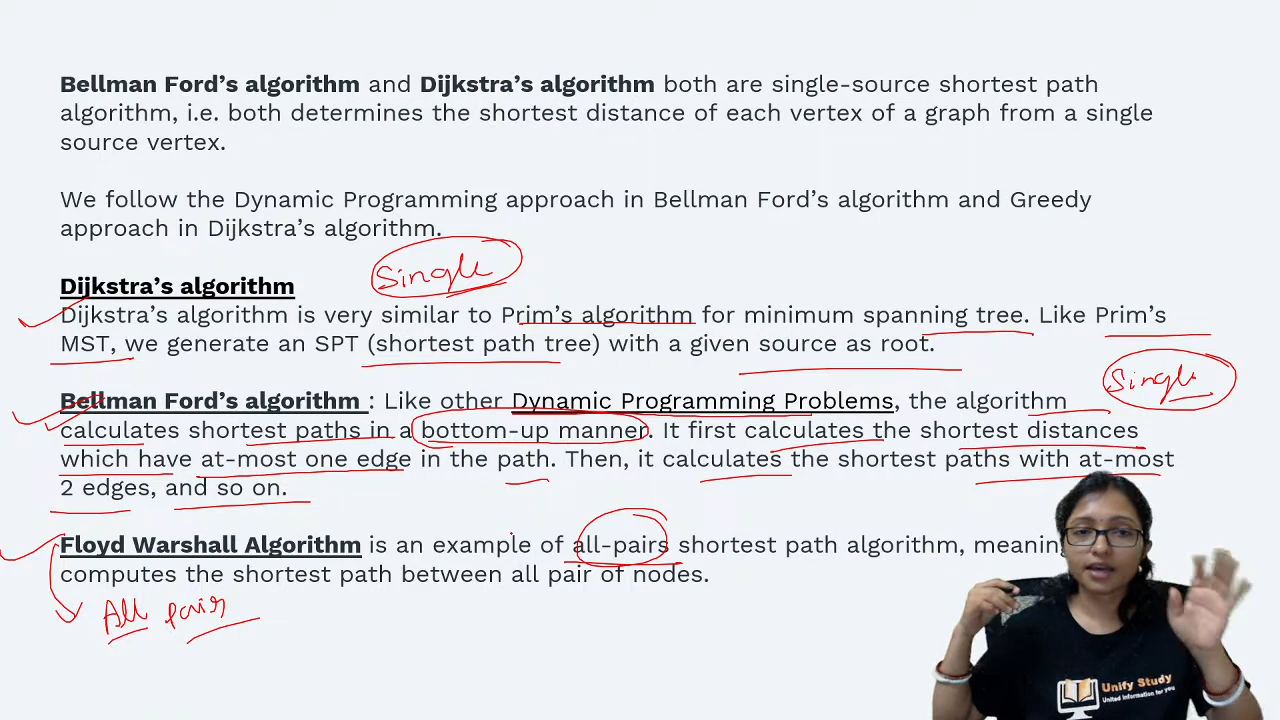 Bellman Ford's algorithm and Dijkstra's algorithm both are single-source shortest path
algorithm, i.e. both determines the shortest distance of each vertex of a graph from a single
source vertex.
We follow the Dynamic Programming approach in Bellman Ford's algorithm and Greedy
approach in Dijkstra's algorithm.
Single
Dijkstra's algorithm
Dijkstra's algorithm is very similar to Prim's algorithm for minimum spanning tree. Like Prim's
MST, we generate an SPT (shortest path tree) with a given source as root.
Single
Bellman Ford's algorithm : Like other Dynamic Programming Problems, the algorithm
calculates shortest paths in a bottom-up manner. It first calculates the shortest distances
which have at-most one edge in the path. Then, it calculates the shortest paths with at-most
2 edges, and so on.
Floyd Warshall Algorithm is an example of all-pairs shortest path algorithm, meaning
computes the shortest path between all pair of nodes.
All pairs
Unify Study
United Information for you